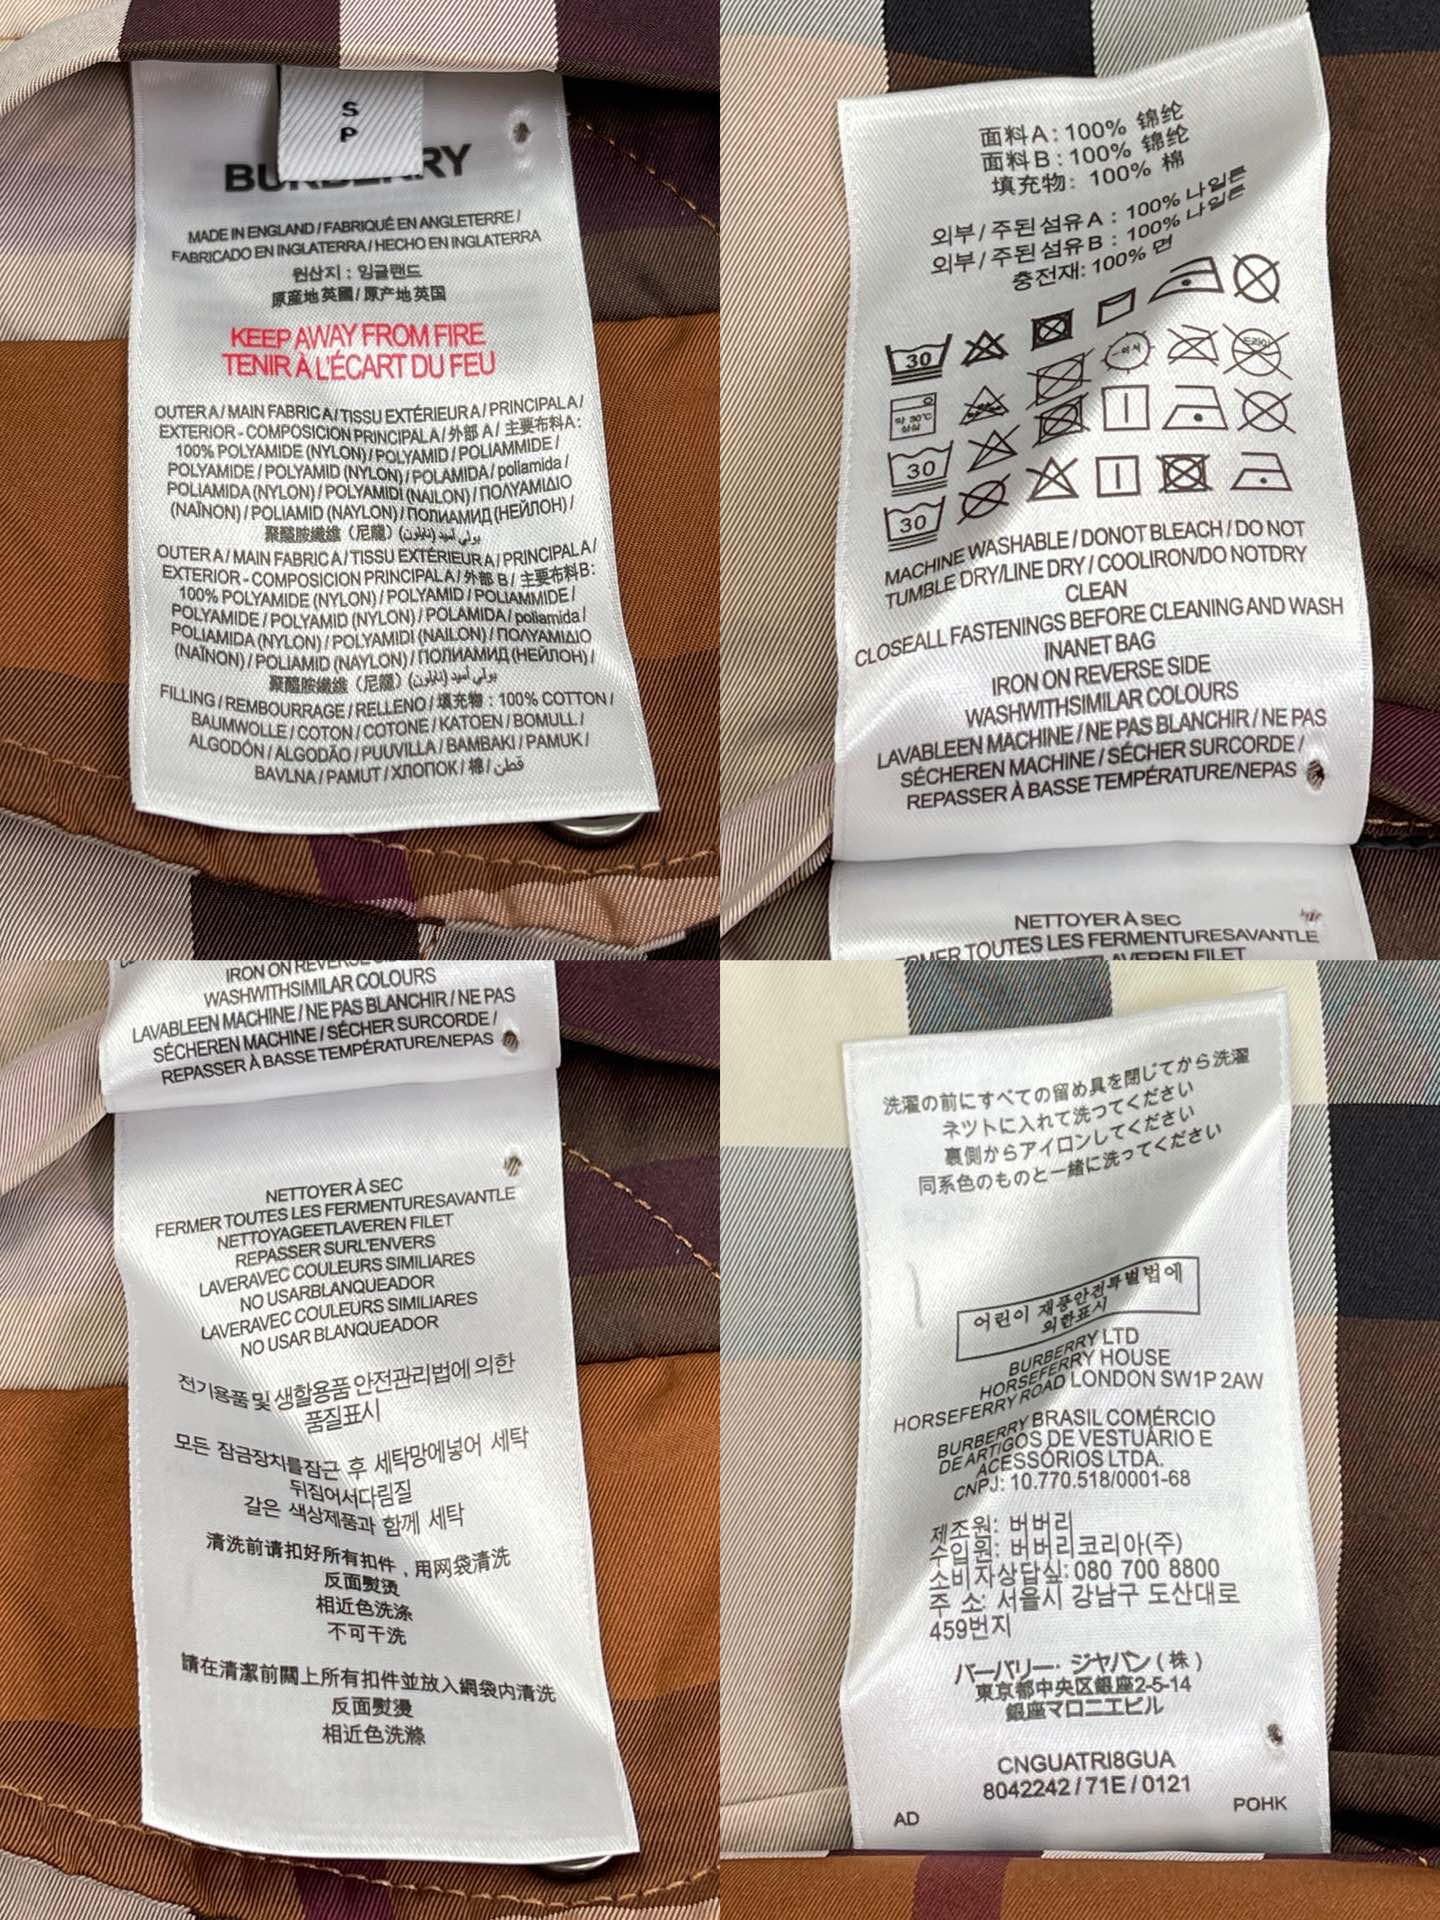 S
P
BURBERRY
MADE IN ENGLAND / FABRIQUÉ EN ANGLETERRE /
FABRICADO EN INGLATERRA / HECHO EN INGLATERRA
원산지 : 잉글랜드
原産地英國 / 原产地英国
KEEP AWAY FROM FIRE
TENIR À L'ÉCART DU FEU
OUTER A / MAIN FABRIC A / TISSU EXTÉRIEUR A / PRINCIPAL A /
EXTERIOR - COMPOSICION PRINCIPAL A / 外部 A / 主要布料 A :
100% POLYAMIDE (NYLON) / POLYAMID / POLIAMMIDE /
POLYAMIDE / POLYAMID (NYLON) / POLAMIDA / poliamida /
POLIAMIDA (NYLON) / POLYAMIDI (NAILON) / ΠΟΛΥΑΜΙΔΙΟ
(NAÏNON) / POLIAMID (NAYLON) / ПОЛИАМИД (НЕЙЛОН) /
聚醯胺纖維 (尼龍) بولي أميد (نايلون)
OUTER A / MAIN FABRIC A / TISSU EXTÉRIEUR A / PRINCIPAL A /
EXTERIOR - COMPOSICION PRINCIPAL A / 外部 B / 主要布料 B:
100% POLYAMIDE (NYLON) / POLYAMID / POLIAMMIDE /
POLYAMIDE / POLYAMID (NYLON) / POLAMIDA / poliamida /
POLIAMIDA (NYLON) / POLYAMIDI (NAILON) / ΠΟΛΥΑΜΙΔΙΟ
(NAÏNON) / POLIAMID (NAYLON) / ПОЛИАМИД (НЕЙЛОН) /
聚醯胺纖維 (尼龍) بولي أميد (نايلون)
FILLING / REMBOURRAGE / RELLENO / 填充物 : 100% COTTON /
BAUMWOLLE / COTON / COTONE / KATOEN / BOMULL /
ALGODÓN / ALGODÃO / PUUVILLA / BAMBAKI / PAMUK /
BAVLNA / PAMUT / ХЛОПОК / 棉 / قطن
面料A: 100% 锦纶
面料B: 100% 锦纶
填充物: 100% 棉
외부 / 주된 섬유 A : 100% 나일론
외부 / 주된 섬유 B : 100% 나일론
충전재: 100% 면
30
약 30℃
30
30
MACHINE WASHABLE / DONOT BLEACH / DO NOT
TUMBLE DRY/LINE DRY / COOLIRON/DO NOTDRY
CLEAN
CLOSEALL FASTENINGS BEFORE CLEANING AND WASH
INANET BAG
IRON ON REVERSE SIDE
WASHWITHSIMILAR COLOURS
LAVABLEEN MACHINE / NE PAS BLANCHIR / NE PAS
SÉCHEREN MACHINE / SÉCHER SURCORDE /
REPASSER À BASSE TEMPÉRATURE/NEPAS
NETTOYER À SEC
FERMER TOUTES LES FERMENTURESAVANTLE
IRON ON REVERSE
WASHWITHSIMILAR COLOURS
LAVABLEEN MACHINE / NE PAS BLANCHIR / NE PAS
SÉCHEREN MACHINE / SÉCHER SURCORDE /
REPASSER À BASSE TEMPÉRATURE/NEPAS
NETTOYER À SEC
FERMER TOUTES LES FERMENTURESAVANTLE
NETTOYAGEETLAVEREN FILET
REPASSER SURL'ENVERS
LAVERAVEC COULEURS SIMILIARES
NO USARBLANQUEADOR
LAVERAVEC COULEURS SIMILIARES
NO USAR BLANQUEADOR
전기용품 및 생활용품 안전관리법에 의한
품질표시
모든 잠금장치를잠근 후 세탁망에넣어 세탁
뒤집어서다림질
같은 색상제품과 함께 세탁
清洗前请扣好所有扣件，用网袋清洗
反面熨烫
相近色洗涤
不可干洗
請在清潔前關上所有扣件並放入網袋内清洗
反面熨燙
相近色洗滌
洗濯の前にすべての留め具を閉じてから洗濯
ネツトに入れて洗つてください
裏側からアイロンしてください
同系色のものと一緒に洗ってください
어린이 제품안전특별법에
의한표시
BURBERRY LTD
HORSEFERRY HOUSE
HORSEFERRY ROAD LONDON SW1P 2AW
BURBERRY BRASIL COMÉRCIO
DE ARTIGOS DE VESTUÁRIO E
ACESSÓRIOS LTDA.
CNPJ: 10.770.518/0001-68
제조원: 버버리
수입원: 버버리코리아(주)
소비자상담실: 080 700 8800
주 소: 서울시 강남구 도산대로
459번지
バーバリー・ジャパン (株)
東京都中央区銀座2-5-14
銀座マロニエビル
CNGUATRI8GUA
8042242 / 71E / 0121
AD
POHK